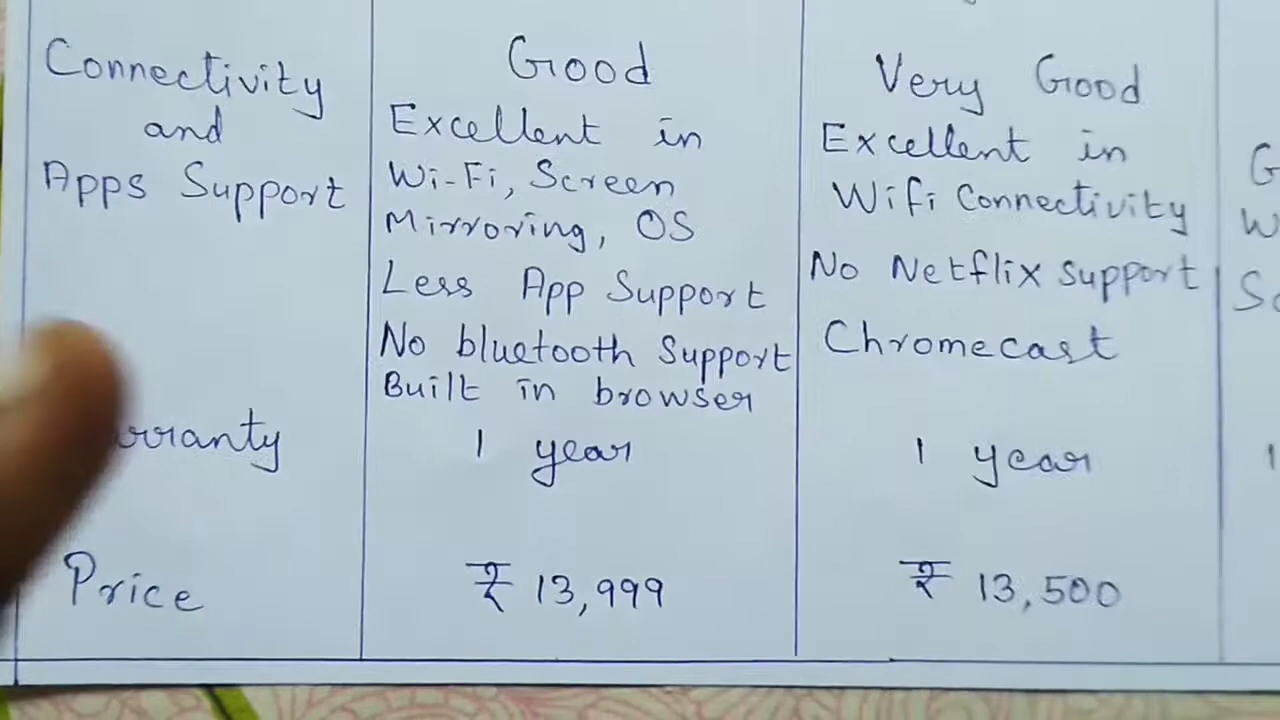 Connectivity
and
Apps Support
Good
Excellent in
Wi-Fi, Screen
Mirroring, OS
Less App Support
No bluetooth Support
Built in browser
Very Good
Excellent in
Wifi Connectivity
No Netflix support
Chromecast
1 year
1 year
Price
₹ 13,999
₹ 13,500